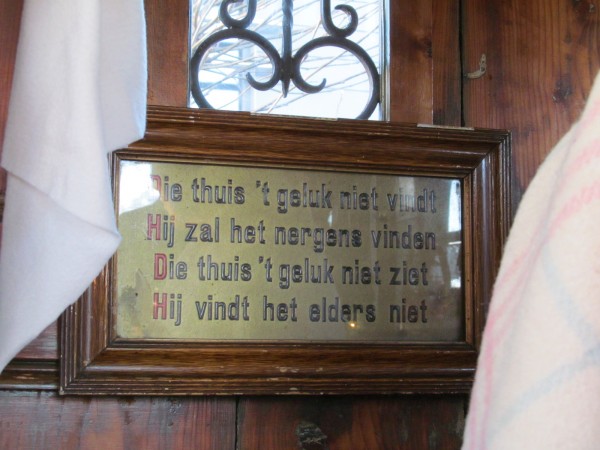 Die thuis 't geluk niet vindt
Hij zal het nergens vinden
Die thuis 't geluk niet ziet
Hij vindt het elders niet